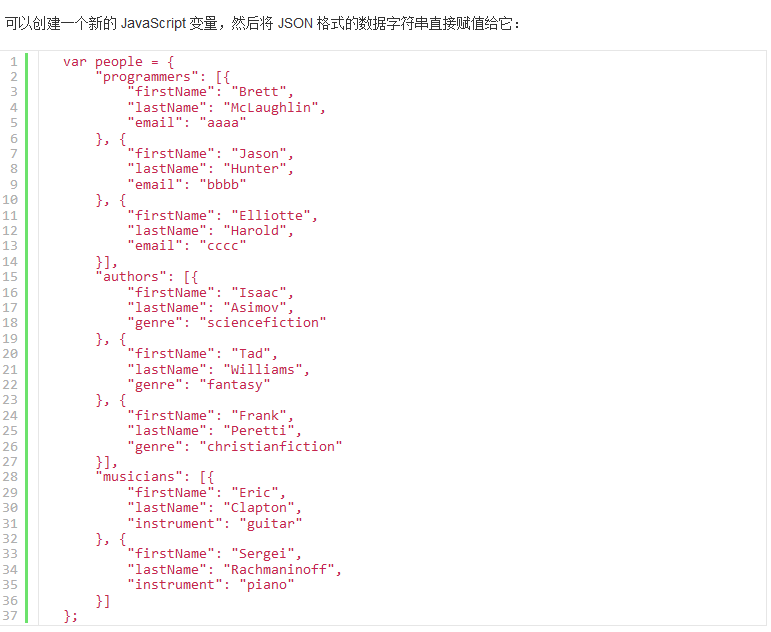 可以创建一个新的 JavaScript 变量，然后将 JSON 格式的数据字符串直接赋值给它：
1 var people = {
2 "programmers": [{
3 "firstName": "Brett",
4 "lastName": "McLaughlin",
5 "email": "aaaa"
6 }, {
7 "firstName": "Jason",
8 "lastName": "Hunter",
9 "email": "bbbb"
10 }, {
11 "firstName": "Elliotte",
12 "lastName": "Harold",
13 "email": "cccc"
14 }],
15 "authors": [{
16 "firstName": "Isaac",
17 "lastName": "Asimov",
18 "genre": "sciencefiction"
19 }, {
20 "firstName": "Tad",
21 "lastName": "Williams",
22 "genre": "fantasy"
23 }, {
24 "firstName": "Frank",
25 "lastName": "Peretti",
26 "genre": "christianfiction"
27 }],
28 "musicians": [{
29 "firstName": "Eric",
30 "lastName": "Clapton",
31 "instrument": "guitar"
32 }, {
33 "firstName": "Sergei",
34 "lastName": "Rachmaninoff",
35 "instrument": "piano"
36 }]
37 };